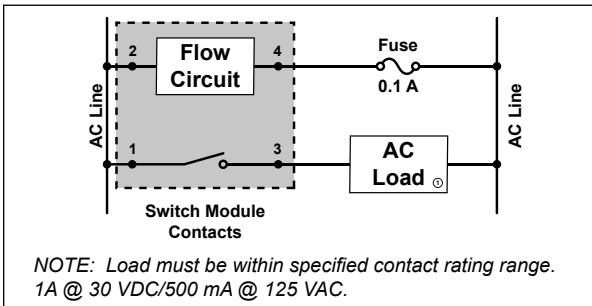 2
Flow
Circuit
4
Fuse
0.1 A
AC Line
AC Line
1
3
AC
Load ①
Switch Module
Contacts
NOTE: Load must be within specified contact rating range.
1A @ 30 VDC/500 mA @ 125 VAC.